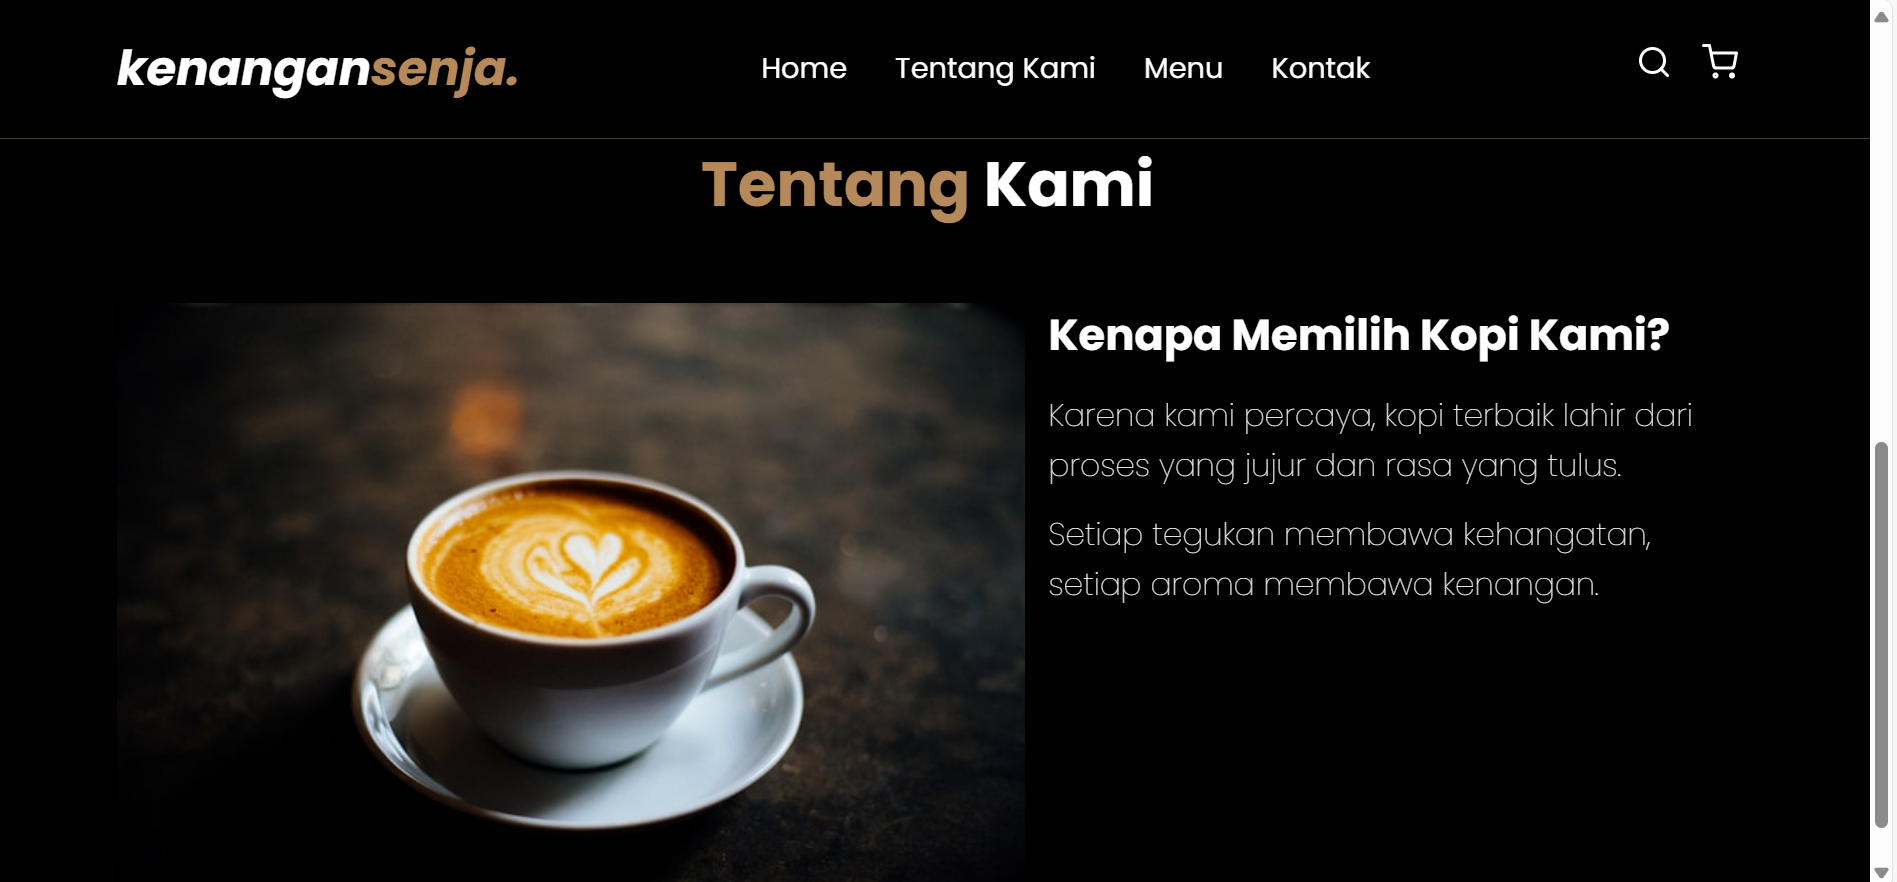 kenangansenja.
Home Tentang Kami Menu Kontak
Tentang Kami
Kenapa Memilih Kopi Kami?
Karena kami percaya, kopi terbaik lahir dari
proses yang jujur dan rasa yang tulus.
Setiap tegukan membawa kehangatan,
setiap aroma membawa kenangan.